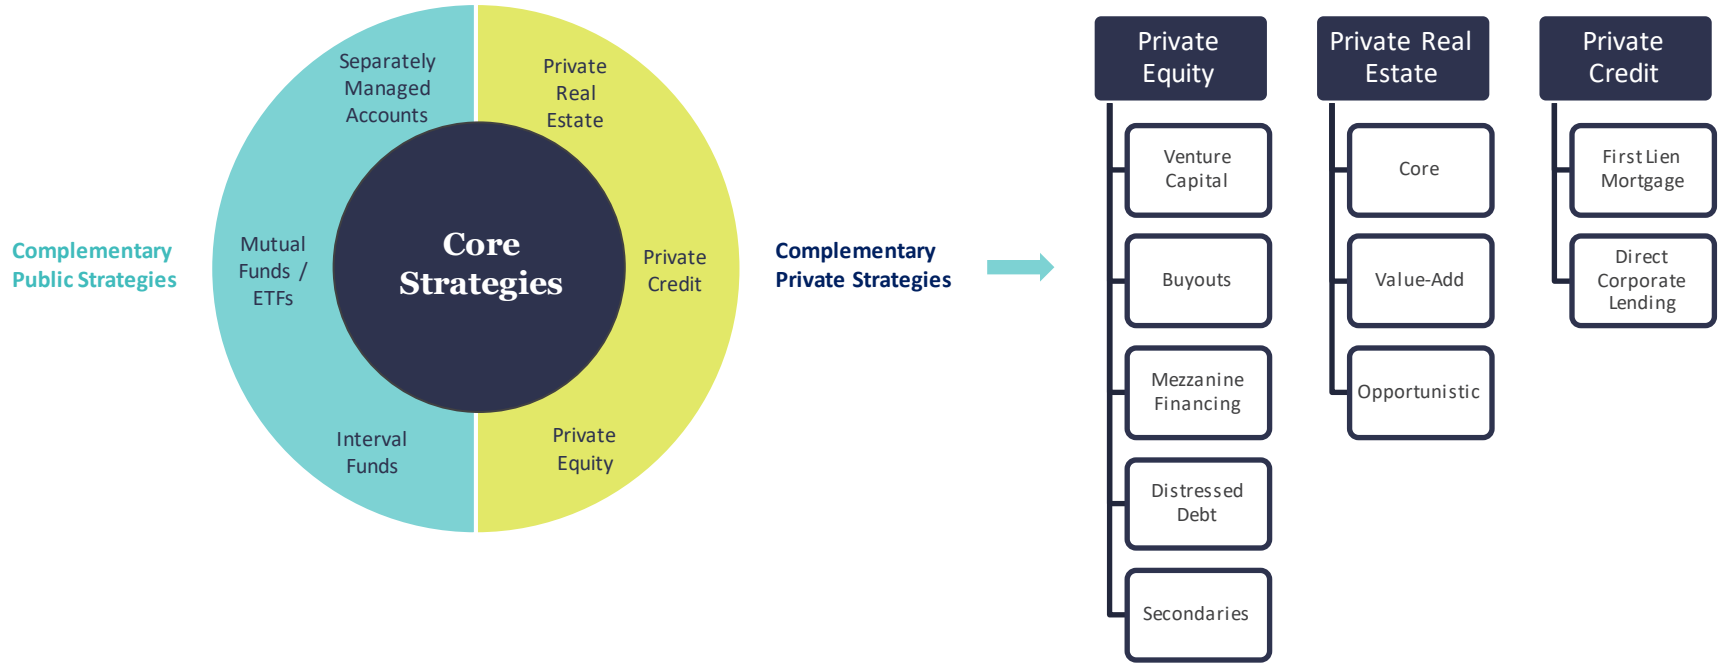 Complementary
Public Strategies
Separately
Managed
Accounts
Mutual
Funds /
ETFs
Interval
Funds
Core
Strategies
Private
Real
Estate
Private
Credit
Private
Equity
Complementary
Private Strategies
Private
Equity
Venture
Capital
Buyouts
Mezzanine
Financing
Distressed
Debt
Secondaries
Private Real
Estate
Core
Value-Add
Opportunistic
Private
Credit
First Lien
Mortgage
Direct
Corporate
Lending